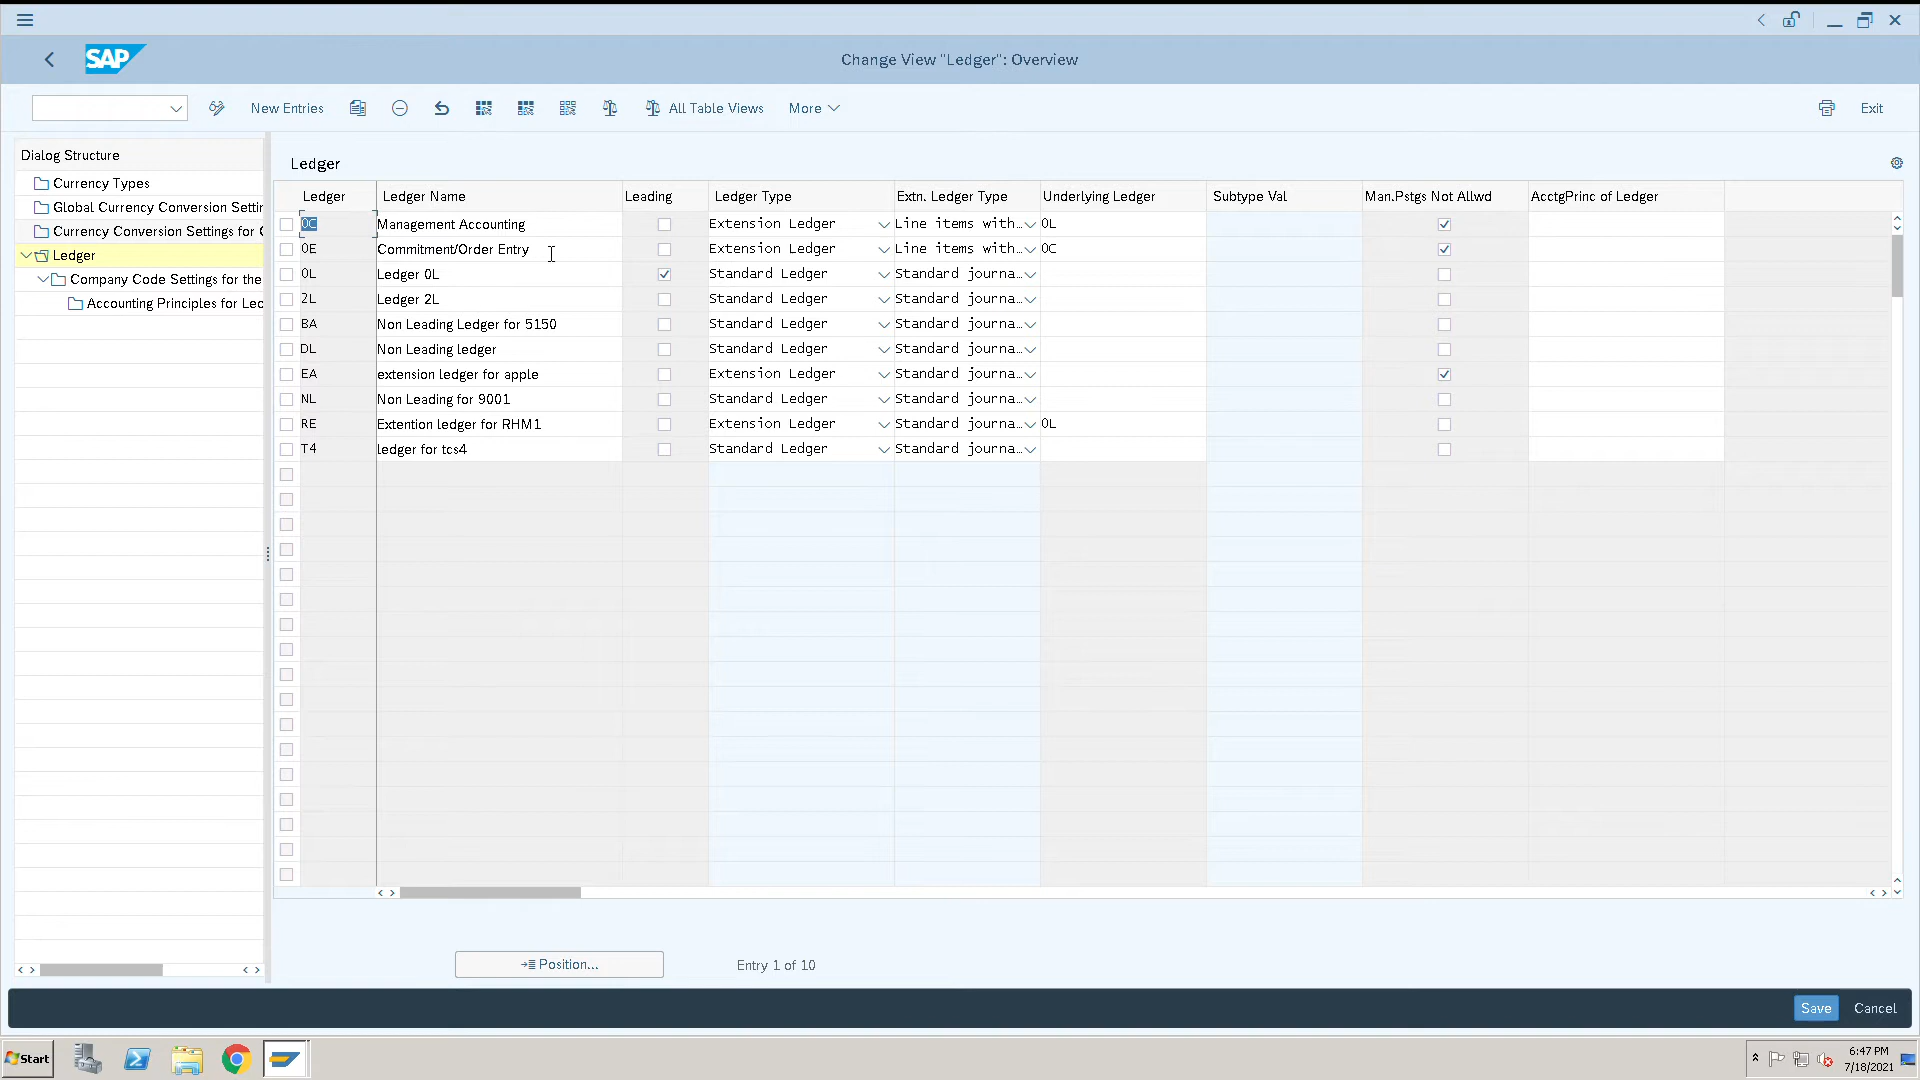 SAP
Change View "Ledger": Overview
New Entries
All Table Views
More
Exit
Dialog Structure
Currency Types
Global Currency Conversion Settin
Currency Conversion Settings for C
Ledger
Company Code Settings for the
Accounting Principles for Lec
Ledger
Ledger Ledger Name Leading Ledger Type Extn. Ledger Type Underlying Ledger Subtype Val Man.Pstgs Not Allwd AcctgPrinc of Ledger
0C Management Accounting Extension Ledger Line items with... 0L
0E Commitment/Order Entry Extension Ledger Line items with... 0C
0L Ledger 0L Standard Ledger Standard journa...
2L Ledger 2L Standard Ledger Standard journa...
BA Non Leading Ledger for 5150 Standard Ledger Standard journa...
DL Non Leading ledger Standard Ledger Standard journa...
EA extension ledger for apple Extension Ledger Standard journa...
NL Non Leading for 9001 Standard Ledger Standard journa...
RE Extention ledger for RHM1 Extension Ledger Standard journa... 0L
T4 ledger for tcs4 Standard Ledger Standard journa...
Position...
Entry 1 of 10
Save
Cancel
Start
6:47 PM
7/18/2021